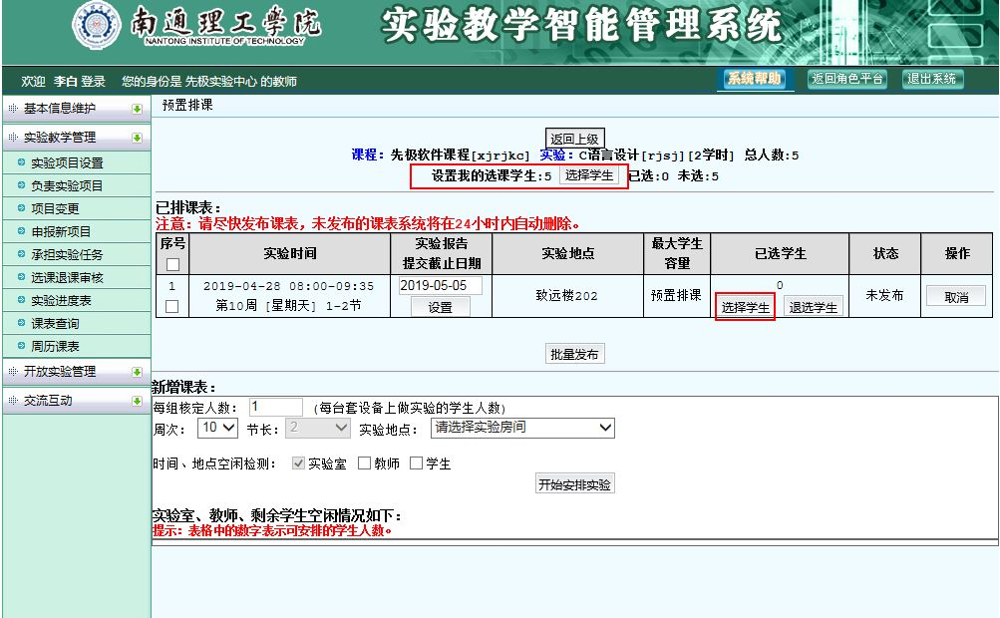 南通理工學院
NANTONG INSTITUTE OF TECHNOLOGY
实验教学智能管理系统
欢迎 李白 登录 您的身份是 先极实验中心 的教师
系统帮助 返回角色平台 退出系统
基本信息维护
实验教学管理
实验项目设置
负责实验项目
项目变更
申报新项目
承担实验任务
选课退课审核
实验进度表
课表查询
周历课表
开放实验管理
交流互动
预置排课
返回上级
课程：先极软件课程[xjrjkc] 实验：C语言设计[rjsj][2学时] 总人数:5
设置我的选课学生:5 选择学生 已选:0 未选:5
已排课表：
注意：请尽快发布课表，未发布的课表系统将在24小时内自动删除。
序号 实验时间 实验报告提交截止日期 实验地点 最大学生容量 已选学生 状态 操作
1 2019-04-28 08:00-09:35 2019-05-05 致远楼202 预置排课 0 未发布 取消
第10周 [星期天] 1-2节 设置 选择学生 退选学生
批量发布
新增课表：
每组核定人数： 1 （每台套设备上做实验的学生人数）
周次： 10 节长： 2 实验地点： 请选择实验房间
时间、地点空闲检测： 实验室 教师 学生
开始安排实验
实验室、教师、剩余学生空闲情况如下：
提示：表格中的数字表示可安排的学生人数。